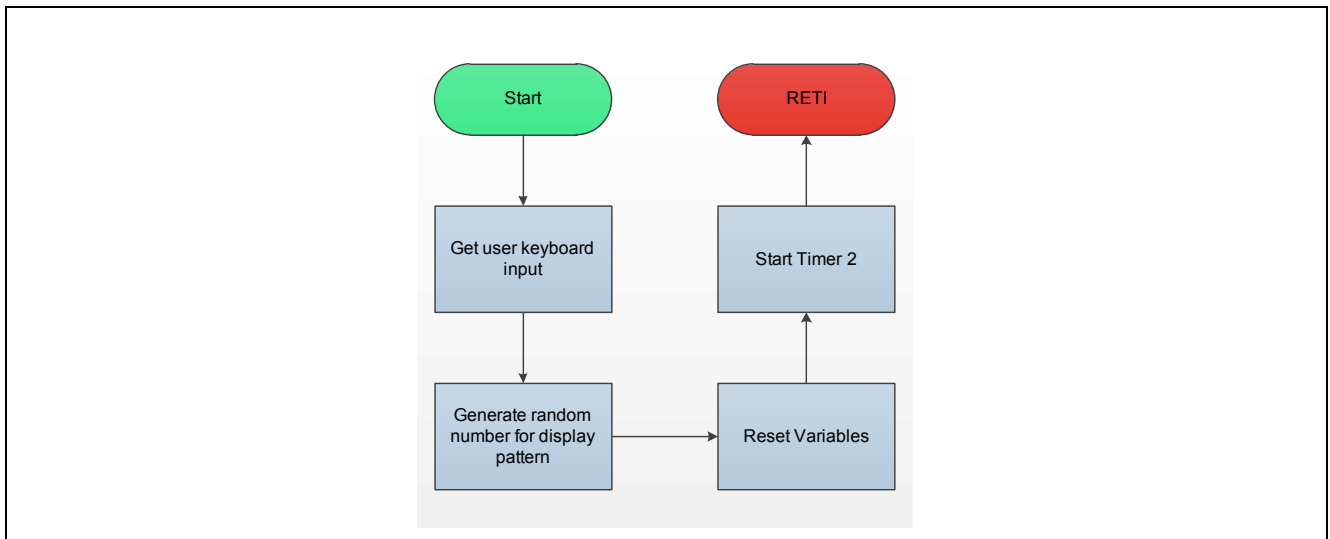 Start
Get user keyboard
input
Generate random
number for display
pattern
Reset Variables
Start Timer 2
RETI